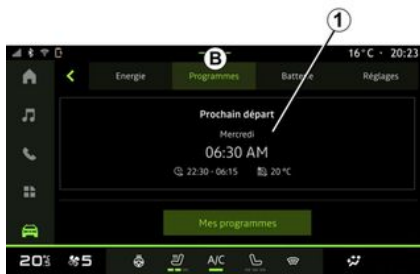 1
B
16°C · 20:23
Energie Programmes Batterie Réglages
Prochain départ
Mercredi
06:30 AM
22:30 - 06:15 20 °C
Mes programmes
20 5 A/C